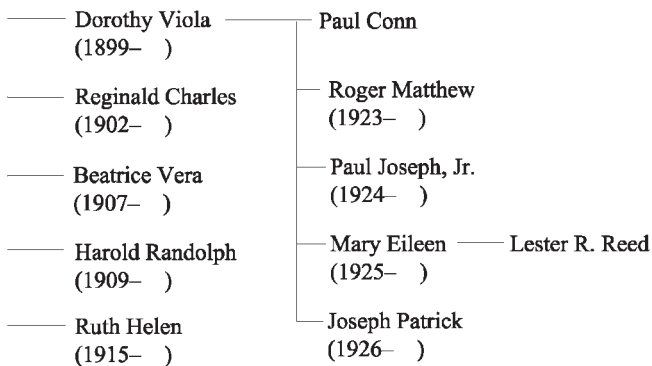 Dorothy Viola
(1899– )
Reginald Charles
(1902– )
Beatrice Vera
(1907– )
Harold Randolph
(1909– )
Ruth Helen
(1915– )
Paul Conn
Roger Matthew
(1923– )
Paul Joseph, Jr.
(1924– )
Mary Eileen
(1925– )
Joseph Patrick
(1926– )
Lester R. Reed